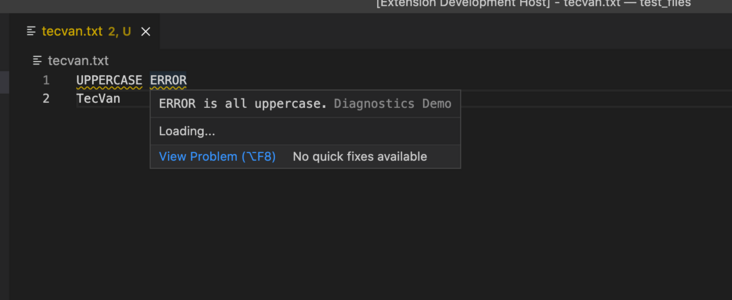 [Extension Development Host] - tecvan.txt — test_files
tecvan.txt 2, U
tecvan.txt
1 UPPERCASE ERROR
2 TecVan
ERROR is all uppercase. Diagnostics Demo
Loading...
View Problem (⌥F8) No quick fixes available